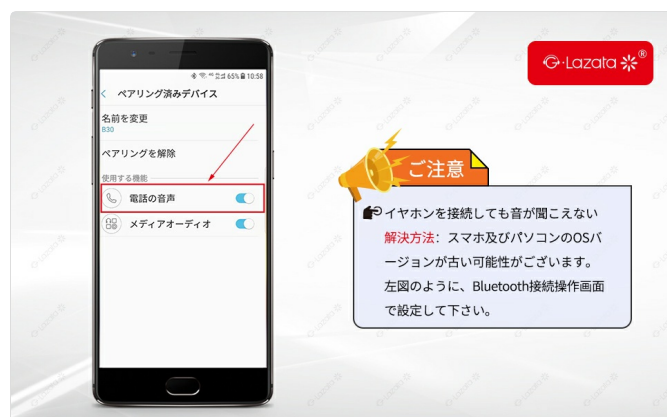 G·Lazata ®
65% 10:58
ペアリング済みデバイス
名前を変更
B30
ペアリングを解除
使用する機能
電話の音声
メディアオーディオ
ご注意
イヤホンを接続しても音が聞こえない
解決方法：スマホ及びパソコンのOSバ
ージョンが古い可能性がございます。
左図のように、Bluetooth接続操作画面
で設定して下さい。